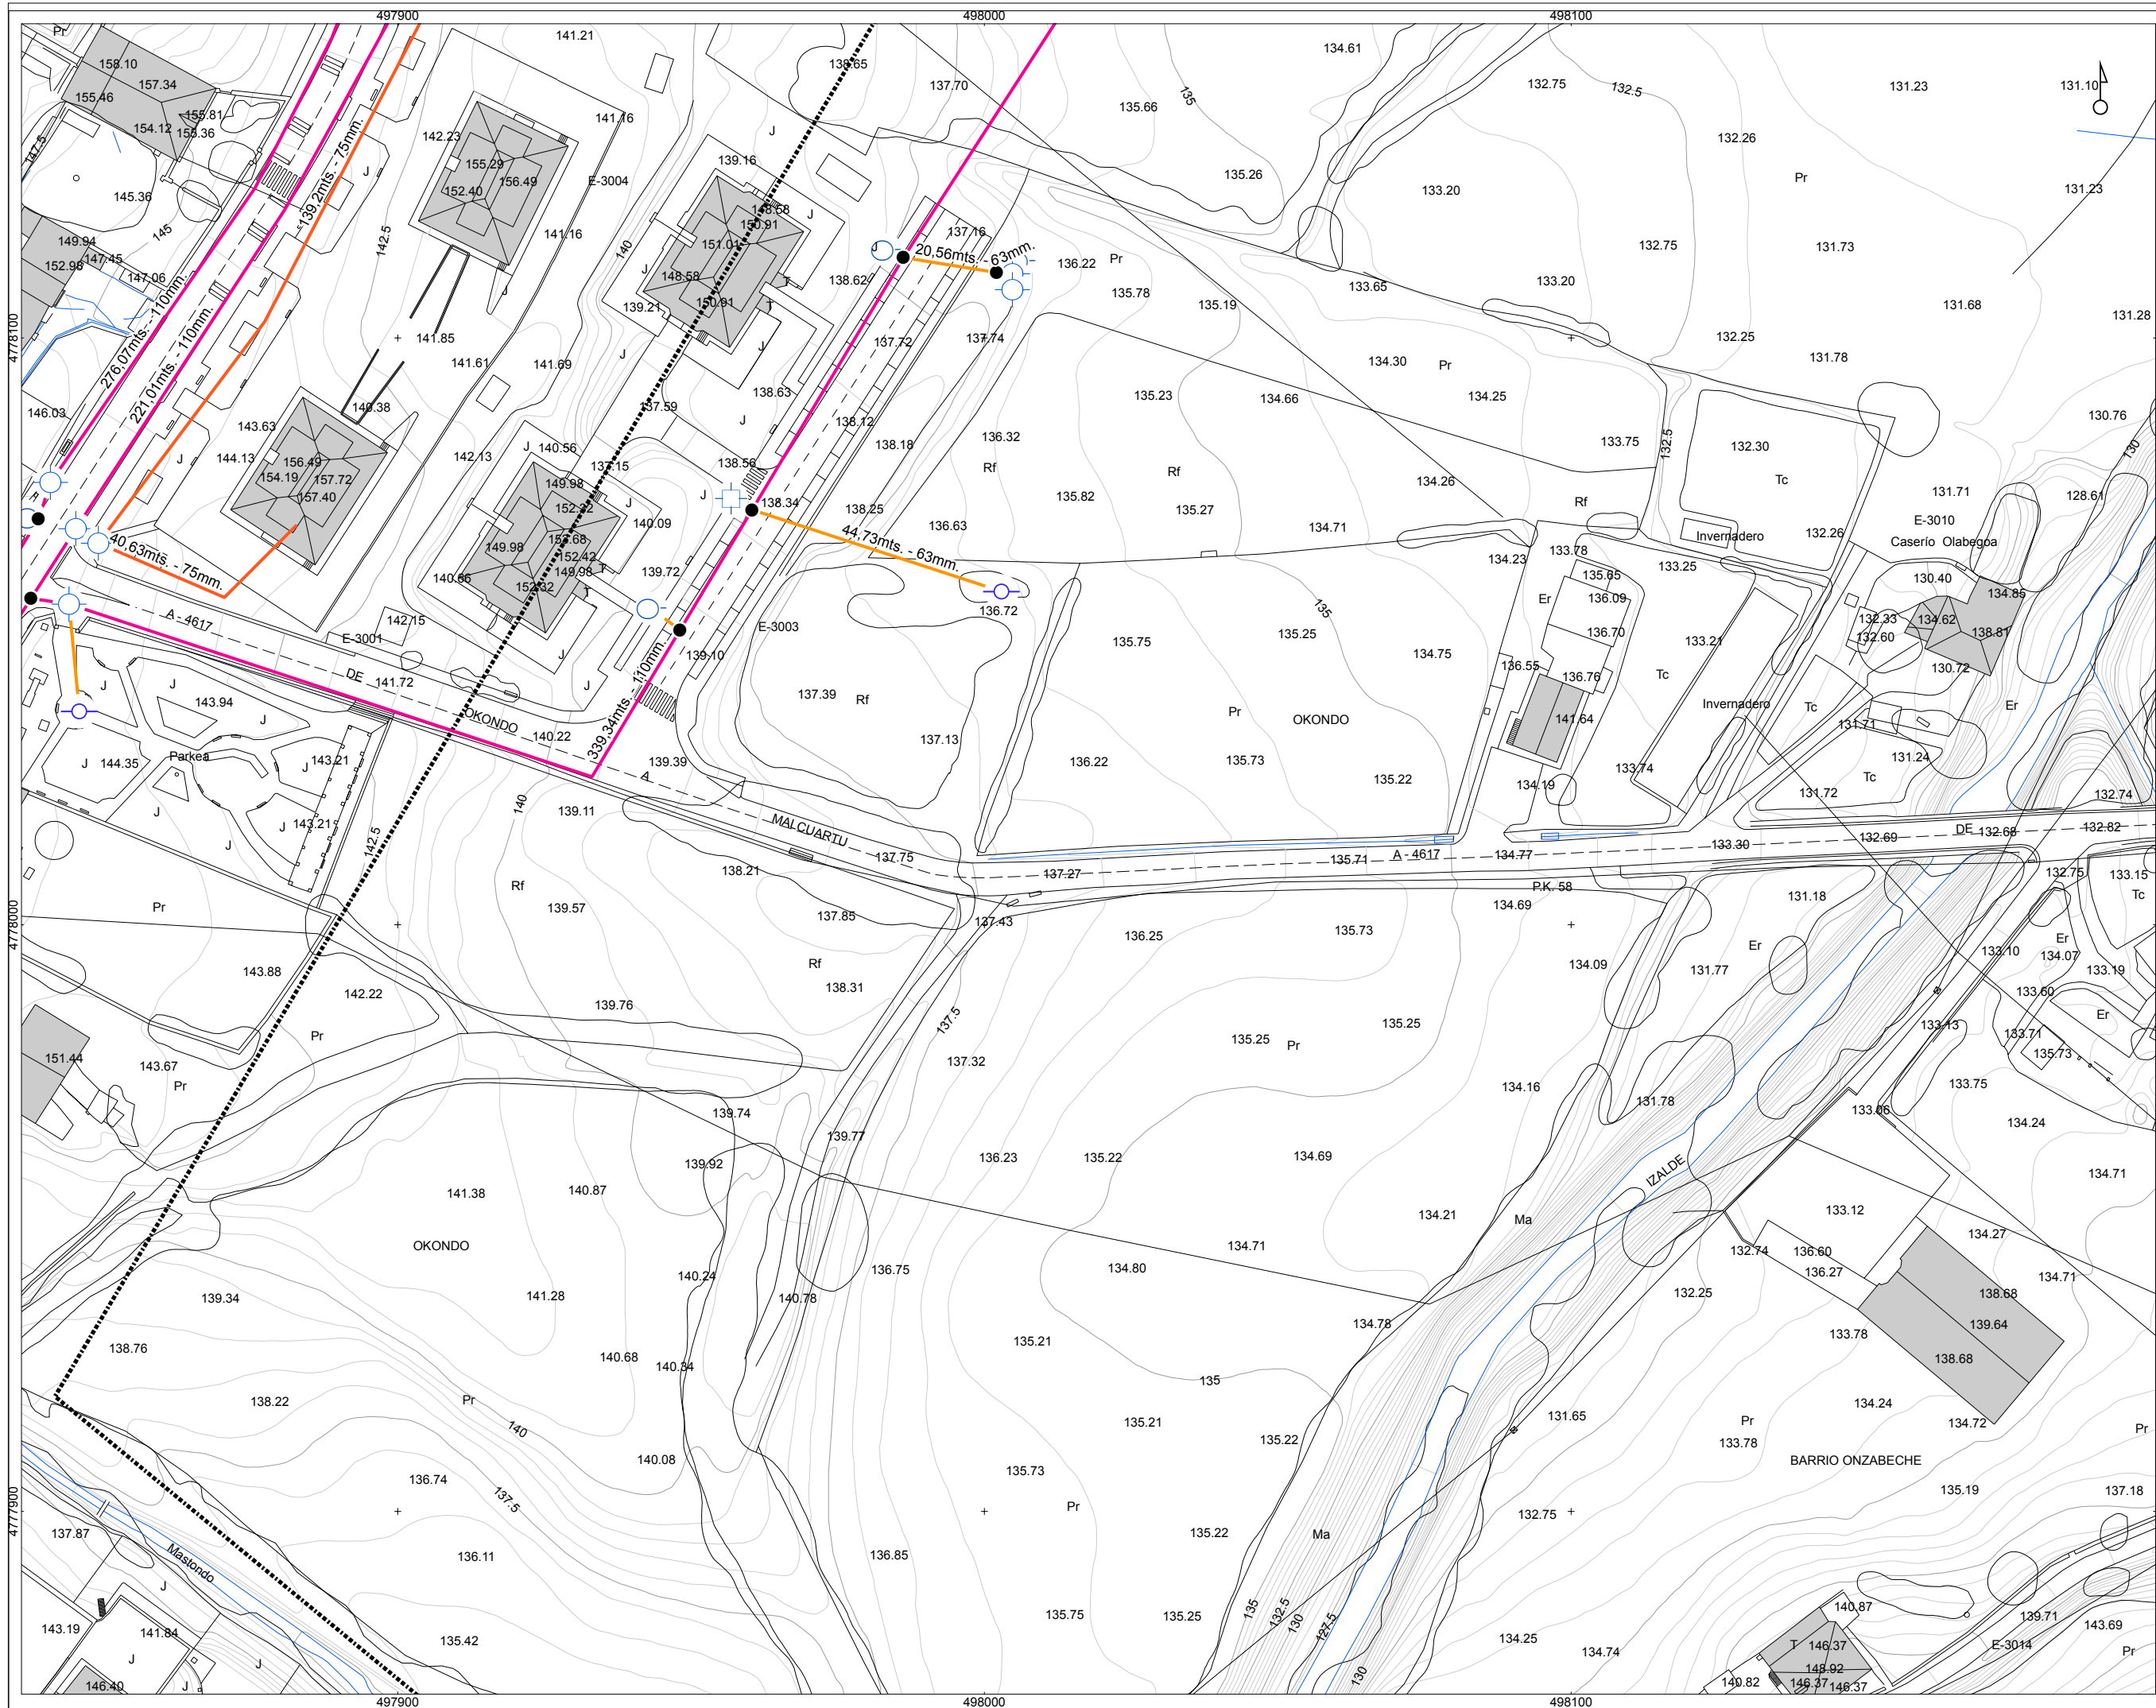 497900
498000
498100
Pr
141.21
138.65
134.61
158.10
157.34
137.70
132.75
132.5
131.23
131.10
155.46
135
135.66
155.81
141.16
154.12
155.36
142.23
J
132.26
147.5
139.16
155.29
139,2mts. - 75mm.
J
156.49
E-3004
135.26
Pr
152.40
133.20
131.23
145.36
148.58
J
150.91
145
142.5
141.16
137.16
149.94
151.01
140
J
20,56mts. - 63mm.
132.75
131.73
147.45
152.98
136.22
Pr
147.06
J
148.58
138.62
T
133.20
J
135.78
133.65
139.21
150.91
T
135.19
131.68
276,07mts. - 110mm.
131.28
4778100
141.85
137.72
137.74
132.25
J
J
221,01mts. - 110mm.
141.61
141.69
134.30
Pr
131.78
138.63
135.23
134.66
134.25
146.03
140.38
137.59
130.76
143.63
J
138.12
136.32
133.75
132.5
132.30
130
144.13
J
142.13
J
140.56
138.56
138.18
156.49
137.15
Rf
Rf
154.19
157.72
149.98
134.26
Tc
157.40
J
J
135.82
Rf
131.71
128.61
R
152.32
138.34
138.25
135.27
140.09
136.63
134.71
E-3010
40,63mts. - 75mm.
149.98
153.68
44,73mts. - 63mm.
Invernadero
132.26
Caserío Olabegoa
152.42
134.23
133.78
133.25
149.98
T
139.72
135.65
130.40
140.66
152.32
T
Er
136.09
134.85
136.72
135
A - 4617
142.15
E-3003
132.33
134.62
E-3001
135.75
135.25
136.70
138.81
133.21
132.60
139.10
134.75
J
136.55
130.72
DE
141.72
J
J
136.76
Tc
137.39
Rf
143.94
J
OKONDO
Pr
OKONDO
141.64
Invernadero
Tc
Er
131.71
140.22
339,34mts. - 110mm.
137.13
Parkea
143.21
J
144.35
J
139.39
136.22
135.73
131.24
A
135.22
133.74
Tc
134.19
140
139.11
131.72
132.74
J
J
143.21
MALCUARTU
J
142.5
137.75
135.71
A - 4617
134.77
133.30
132.69
DE
132.68
132.82
138.21
137.27
Rf
P.K. 58
132.75
133.15
Pr
139.57
137.85
137.43
134.69
131.18
Tc
4778000
136.25
135.73
Er
Er
133.10
134.07
143.88
Rf
134.09
131.77
133.19
142.22
138.31
133.60
139.76
137.5
135.25
Er
Pr
135.25
Pr
133.13
133.71
151.44
143.67
137.32
135.73
Pr
134.16
133.75
139.74
131.78
133.06
139.77
134.24
139.92
136.23
135.22
134.69
IZALDE
134.71
141.38
140.87
134.21
Ma
133.12
OKONDO
134.71
132.74
136.60
134.27
134.80
136.27
140.24
136.75
134.71
139.34
141.28
140.78
132.25
138.68
134.78
139.64
138.76
135.21
133.78
140.68
140.34
138.68
135
138.22
Pr
134.24
140
135.21
131.65
Pr
134.72
135.22
133.78
Pr
140.08
BARRIO ONZABECHE
136.74
135.73
137.5
135.19
137.18
Pr
4777900
132.75
137.87
135.22
Ma
Mastondo
136.11
136.85
J
135
132.5
140.87
143.19
141.84
135.75
135.25
130
127.5
139.71
143.69
135.42
134.25
T
146.37
E-3014
J
J
134.74
Pr
130
148.92
146.40
J
140.82
146.37
146.37
497900
498000
498100